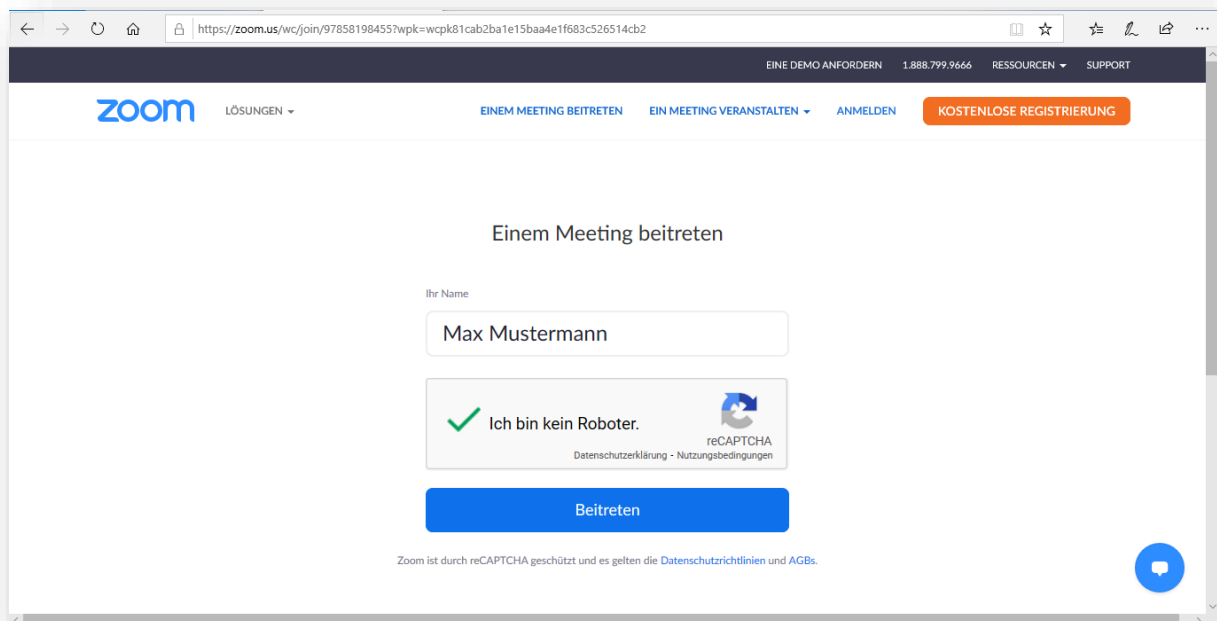 https://zoom.us/wc/join/97858198455?wpk=wcpk81cab2ba1e15baa4e1f683c526514cb2
EINE DEMO ANFORDERN 1.888.799.9666 RESSOURCEN SUPPORT
zoom LÖSUNGEN EINEM MEETING BEITRETEN EIN MEETING VERANSTALTEN ANMELDEN KOSTENLOSE REGISTRIERUNG
Einem Meeting beitreten
Ihr Name
Max Mustermann
Ich bin kein Roboter.
reCAPTCHA
Datenschutzerklärung - Nutzungsbedingungen
Beitreten
Zoom ist durch reCAPTCHA geschützt und es gelten die Datenschutzrichtlinien und AGBs.